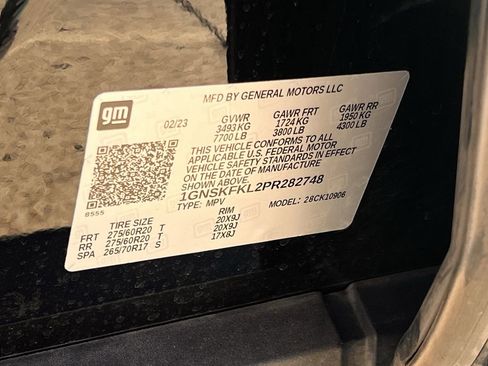 gm
MFD BY GENERAL MOTORS LLC
02/23 GVWR GAWR FRT GAWR RR
3493 KG 1724 KG 1950 KG
7700 LB 3800 LB 4300 LB
THIS VEHICLE CONFORMS TO ALL
APPLICABLE U.S. FEDERAL MOTOR
VEHICLE SAFETY STANDARDS IN EFFECT
ON THE DATE OF MANUFACTURE
SHOWN ABOVE.
1GNSKFKL2PR282748
TYPE: MPV MODEL: 28CK10906
8555
TIRE SIZE RIM
FRT 275/60R20 T 20X9J
RR 275/60R20 T 20X9J
SPA 265/70R17 S 17X8J